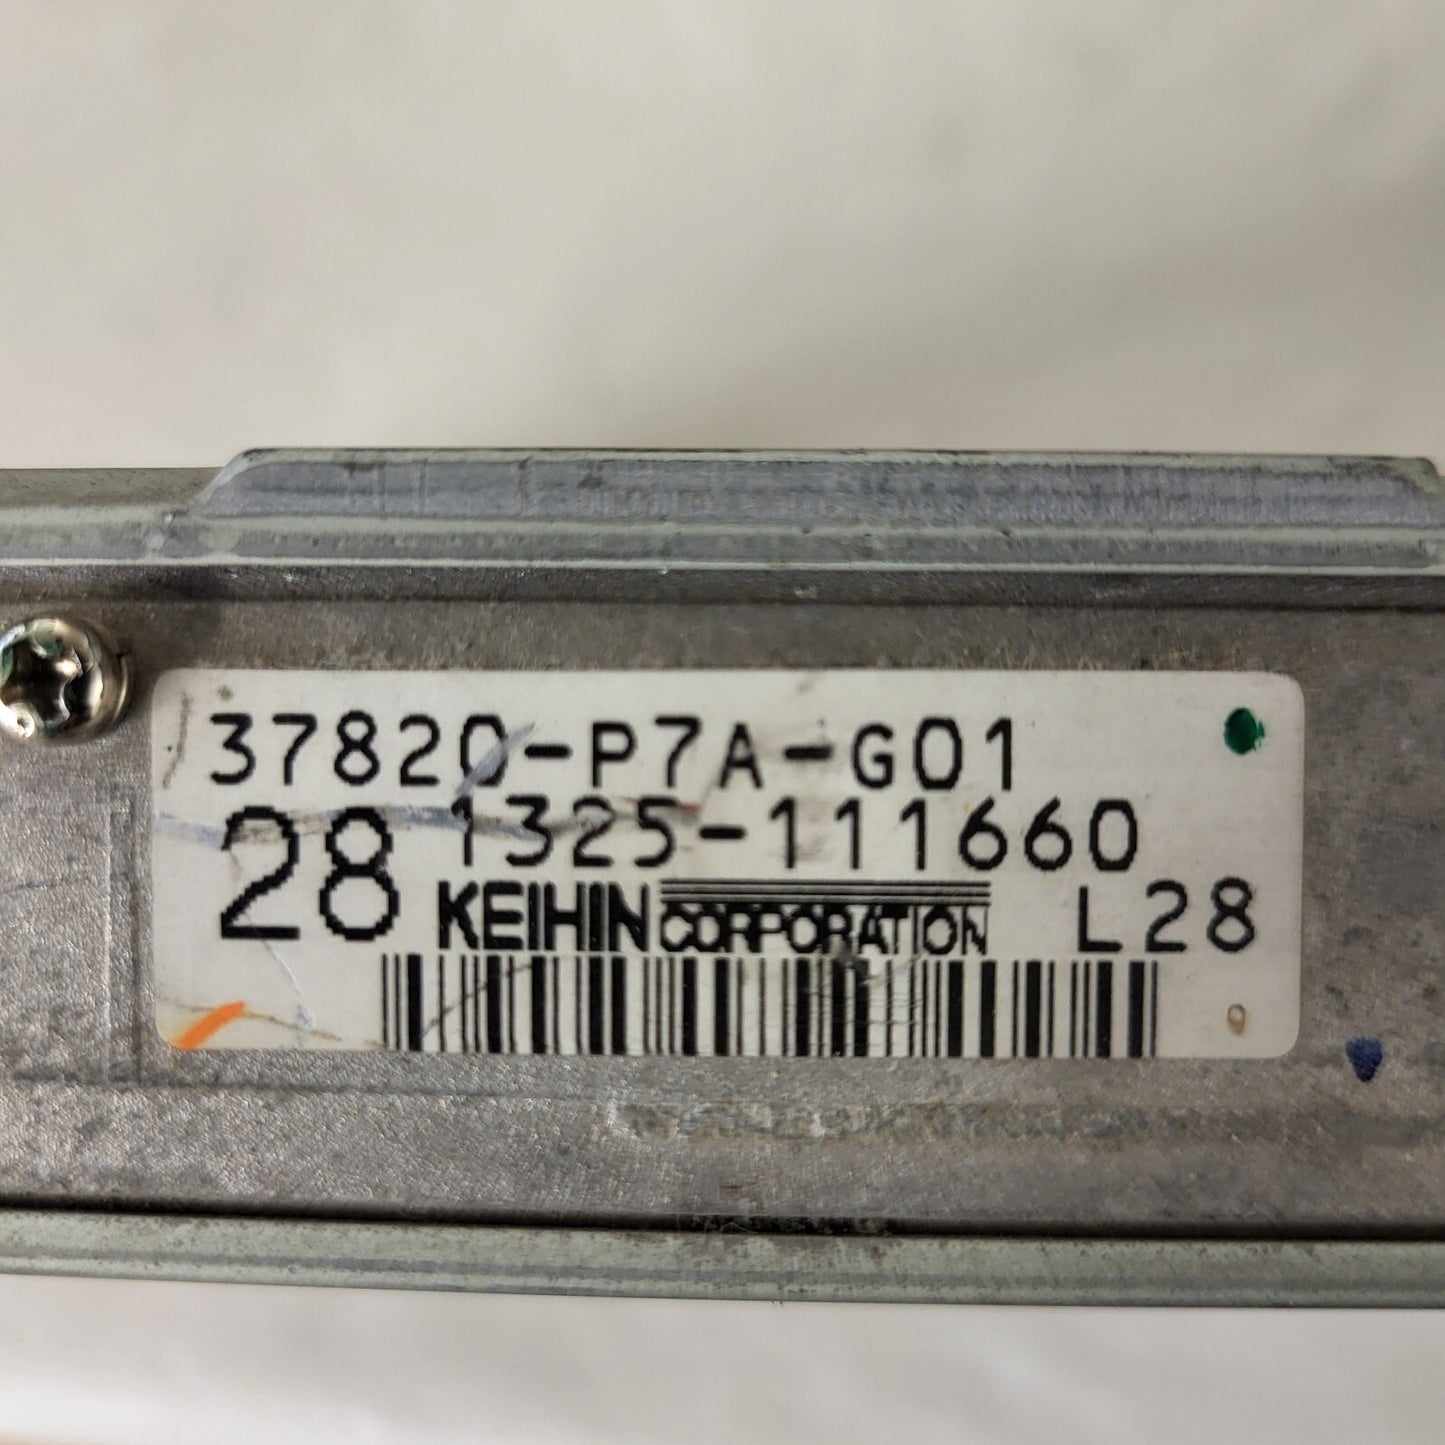 37820-P7A-G01
28 1325-111660
KEIHIN CORPORATION L28